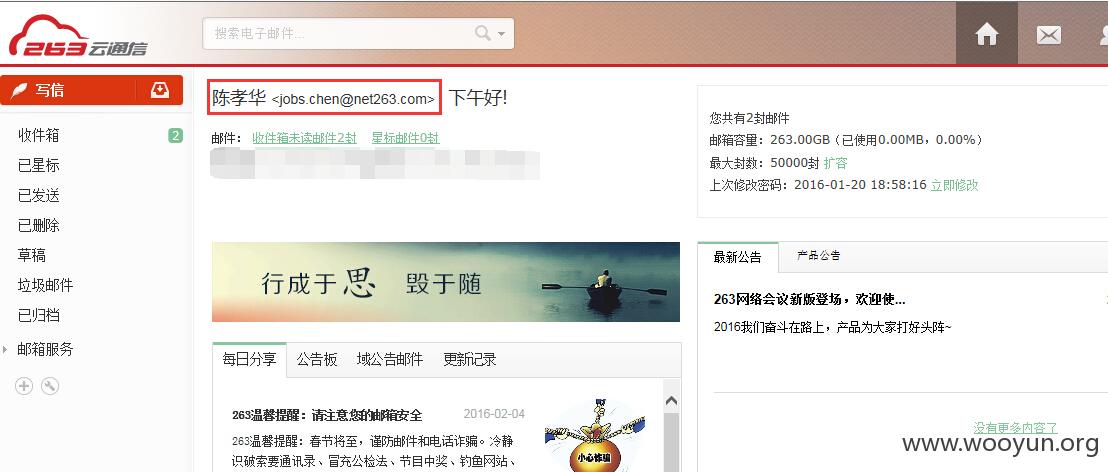 263云通信
搜索电子邮件...
写信
收件箱 2
已星标
已发送
已删除
草稿
垃圾邮件
已归档
邮箱服务
陈孝华 <jobs.chen@net263.com> 下午好!
邮件: 收件箱未读邮件2封 星标邮件0封
您共有2封邮件
邮箱容量: 263.00GB (已使用0.00MB, 0.00%)
最大封数: 50000封 扩容
上次修改密码: 2016-01-20 18:58:16 立即修改
行成于思 毁于随
每日分享 公告板 域公告邮件 更新记录
263温馨提醒：请注意您的邮箱安全 2016-02-04
263温馨提醒：春节将至，谨防邮件和电话诈骗。冷静
识破索要通讯录、冒充公检法、节目中奖、钓鱼网站、
小心诈骗
最新公告 产品公告
263网络会议新版登场，欢迎使...
2016我们奋斗在路上，产品为大家打好头阵~
没有更多内容了
www.wooyun.org